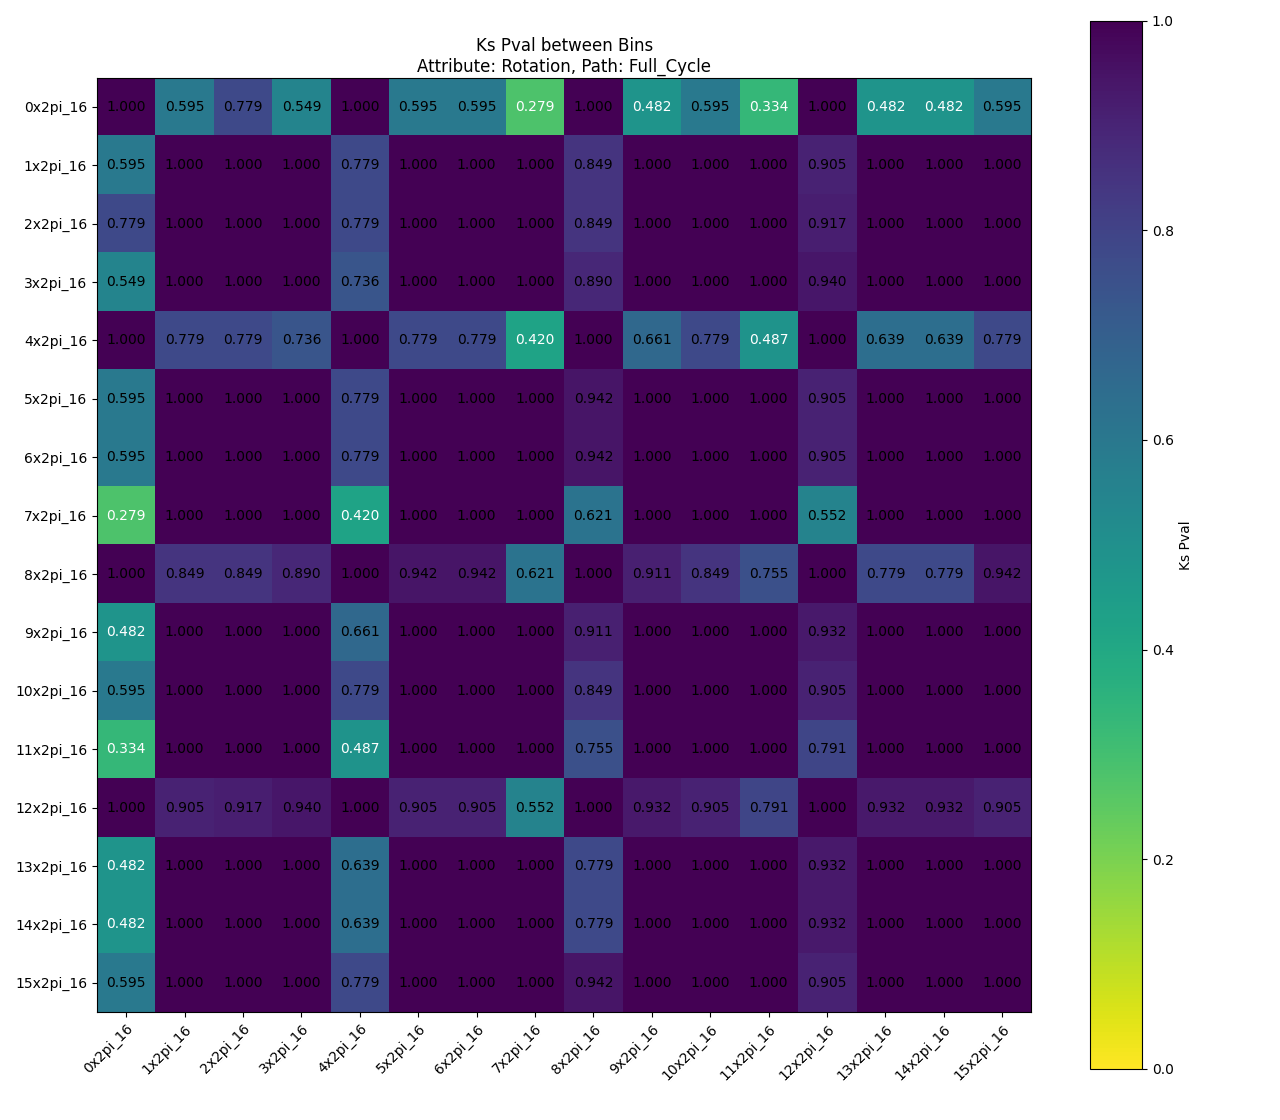 Ks Pval between Bins
Attribute: Rotation, Path: Full_Cycle
0x2pi_16 1.000 0.595 0.779 0.549 1.000 0.595 0.595 0.279 1.000 0.482 0.595 0.334 1.000 0.482 0.482 0.595
1x2pi_16 0.595 1.000 1.000 1.000 0.779 1.000 1.000 1.000 0.849 1.000 1.000 1.000 0.905 1.000 1.000 1.000
2x2pi_16 0.779 1.000 1.000 1.000 0.779 1.000 1.000 1.000 0.849 1.000 1.000 1.000 0.917 1.000 1.000 1.000
3x2pi_16 0.549 1.000 1.000 1.000 0.736 1.000 1.000 1.000 0.890 1.000 1.000 1.000 0.940 1.000 1.000 1.000
4x2pi_16 1.000 0.779 0.779 0.736 1.000 0.779 0.779 0.420 1.000 0.661 0.779 0.487 1.000 0.639 0.639 0.779
5x2pi_16 0.595 1.000 1.000 1.000 0.779 1.000 1.000 1.000 0.942 1.000 1.000 1.000 0.905 1.000 1.000 1.000
6x2pi_16 0.595 1.000 1.000 1.000 0.779 1.000 1.000 1.000 0.942 1.000 1.000 1.000 0.905 1.000 1.000 1.000
7x2pi_16 0.279 1.000 1.000 1.000 0.420 1.000 1.000 1.000 0.621 1.000 1.000 1.000 0.552 1.000 1.000 1.000
8x2pi_16 1.000 0.849 0.849 0.890 1.000 0.942 0.942 0.621 1.000 0.911 0.849 0.755 1.000 0.779 0.779 0.942
9x2pi_16 0.482 1.000 1.000 1.000 0.661 1.000 1.000 1.000 0.911 1.000 1.000 1.000 0.932 1.000 1.000 1.000
10x2pi_16 0.595 1.000 1.000 1.000 0.779 1.000 1.000 1.000 0.849 1.000 1.000 1.000 0.905 1.000 1.000 1.000
11x2pi_16 0.334 1.000 1.000 1.000 0.487 1.000 1.000 1.000 0.755 1.000 1.000 1.000 0.791 1.000 1.000 1.000
12x2pi_16 1.000 0.905 0.917 0.940 1.000 0.905 0.905 0.552 1.000 0.932 0.905 0.791 1.000 0.932 0.932 0.905
13x2pi_16 0.482 1.000 1.000 1.000 0.639 1.000 1.000 1.000 0.779 1.000 1.000 1.000 0.932 1.000 1.000 1.000
14x2pi_16 0.482 1.000 1.000 1.000 0.639 1.000 1.000 1.000 0.779 1.000 1.000 1.000 0.932 1.000 1.000 1.000
15x2pi_16 0.595 1.000 1.000 1.000 0.779 1.000 1.000 1.000 0.942 1.000 1.000 1.000 0.905 1.000 1.000 1.000
0x2pi_16 1x2pi_16 2x2pi_16 3x2pi_16 4x2pi_16 5x2pi_16 6x2pi_16 7x2pi_16 8x2pi_16 9x2pi_16 10x2pi_16 11x2pi_16 12x2pi_16 13x2pi_16 14x2pi_16 15x2pi_16
1.0
0.8
0.6
0.4
0.2
0.0
Ks Pval